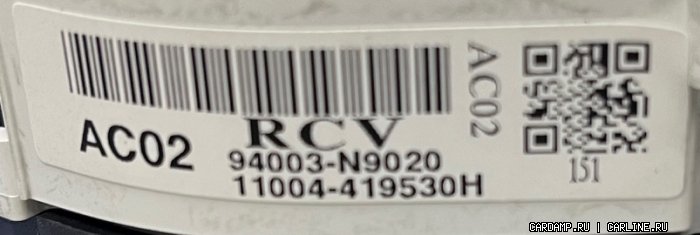 RCV
AC02
94003-N9020
11004-419530H
AC02
151
CARDAMP.RU | CARLINE.RU